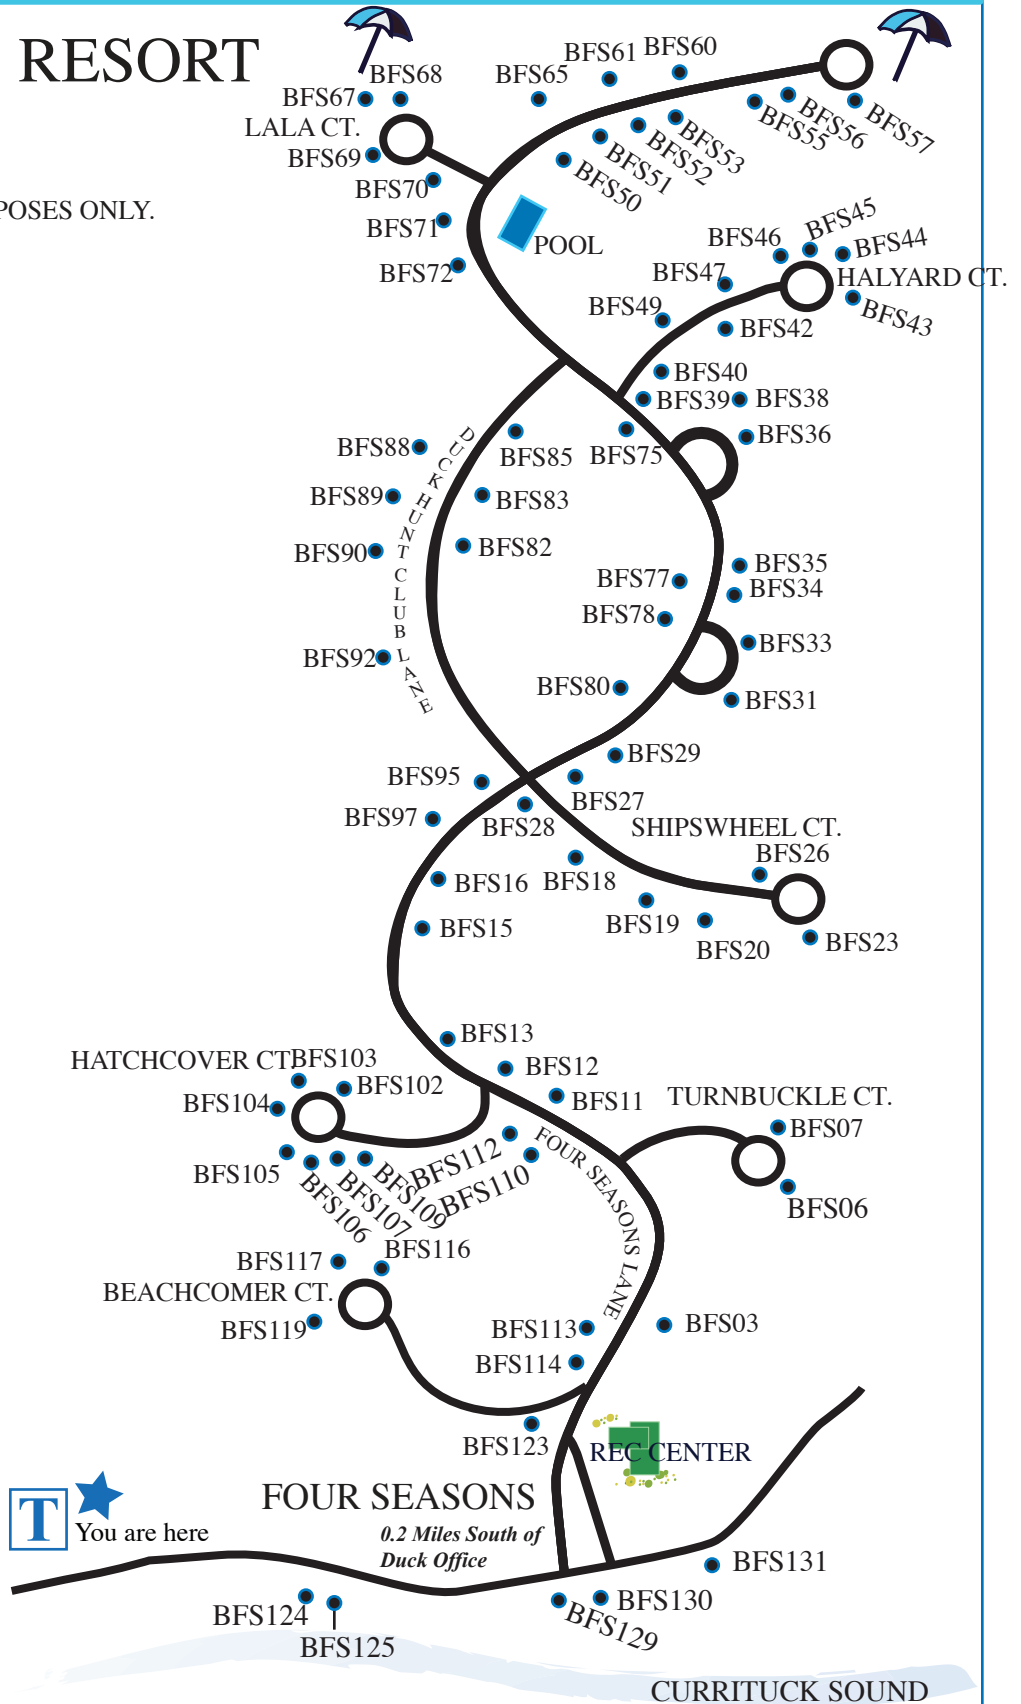 RESORT
BFS61
BFS60
BFS65
BFS68
BFS67
LALA CT.
BFS69
BFS70
BFS71
BFS72
BFS50
BFS51
BFS52
BFS53
BFS55
BFS56
BFS57
POSES ONLY.
POOL
BFS45
BFS46
BFS44
HALYARD CT.
BFS47
BFS43
BFS49
BFS42
BFS40
BFS39
BFS38
BFS36
BFS75
BFS85
BFS88
DUCK HUNT CLUB LANE
BFS89
BFS83
BFS90
BFS82
BFS77
BFS35
BFS34
BFS78
BFS33
BFS92
BFS80
BFS31
BFS29
BFS95
BFS27
BFS97
BFS28
SHIPSWHEEL CT.
BFS26
BFS16
BFS18
BFS15
BFS19
BFS20
BFS23
BFS13
HATCHCOVER CT.
BFS103
BFS102
BFS12
BFS104
BFS11
TURNBUCKLE CT.
BFS07
BFS06
BFS105
BFS106
BFS107
BFS109
BFS112
BFS110
FOUR SEASONS LANE
BFS117
BFS116
BEACHCOMER CT.
BFS119
BFS113
BFS03
BFS114
BFS123
REC CENTER
FOUR SEASONS
0.2 Miles South of
Duck Office
T
You are here
BFS131
BFS130
BFS129
BFS124
BFS125
CURRITUCK SOUND